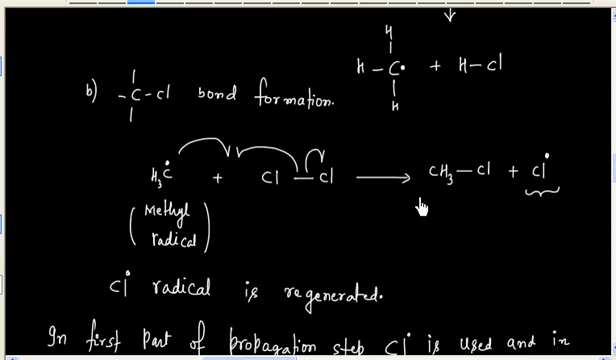 H
H – C• + H – Cl
H
b) – C – Cl bond formation.
H₃C• + Cl — Cl ⟶ CH₃ – Cl + Cl•
(Methyl radical)
Cl• radical is regenerated.
In first part of propagation step Cl• is used and in